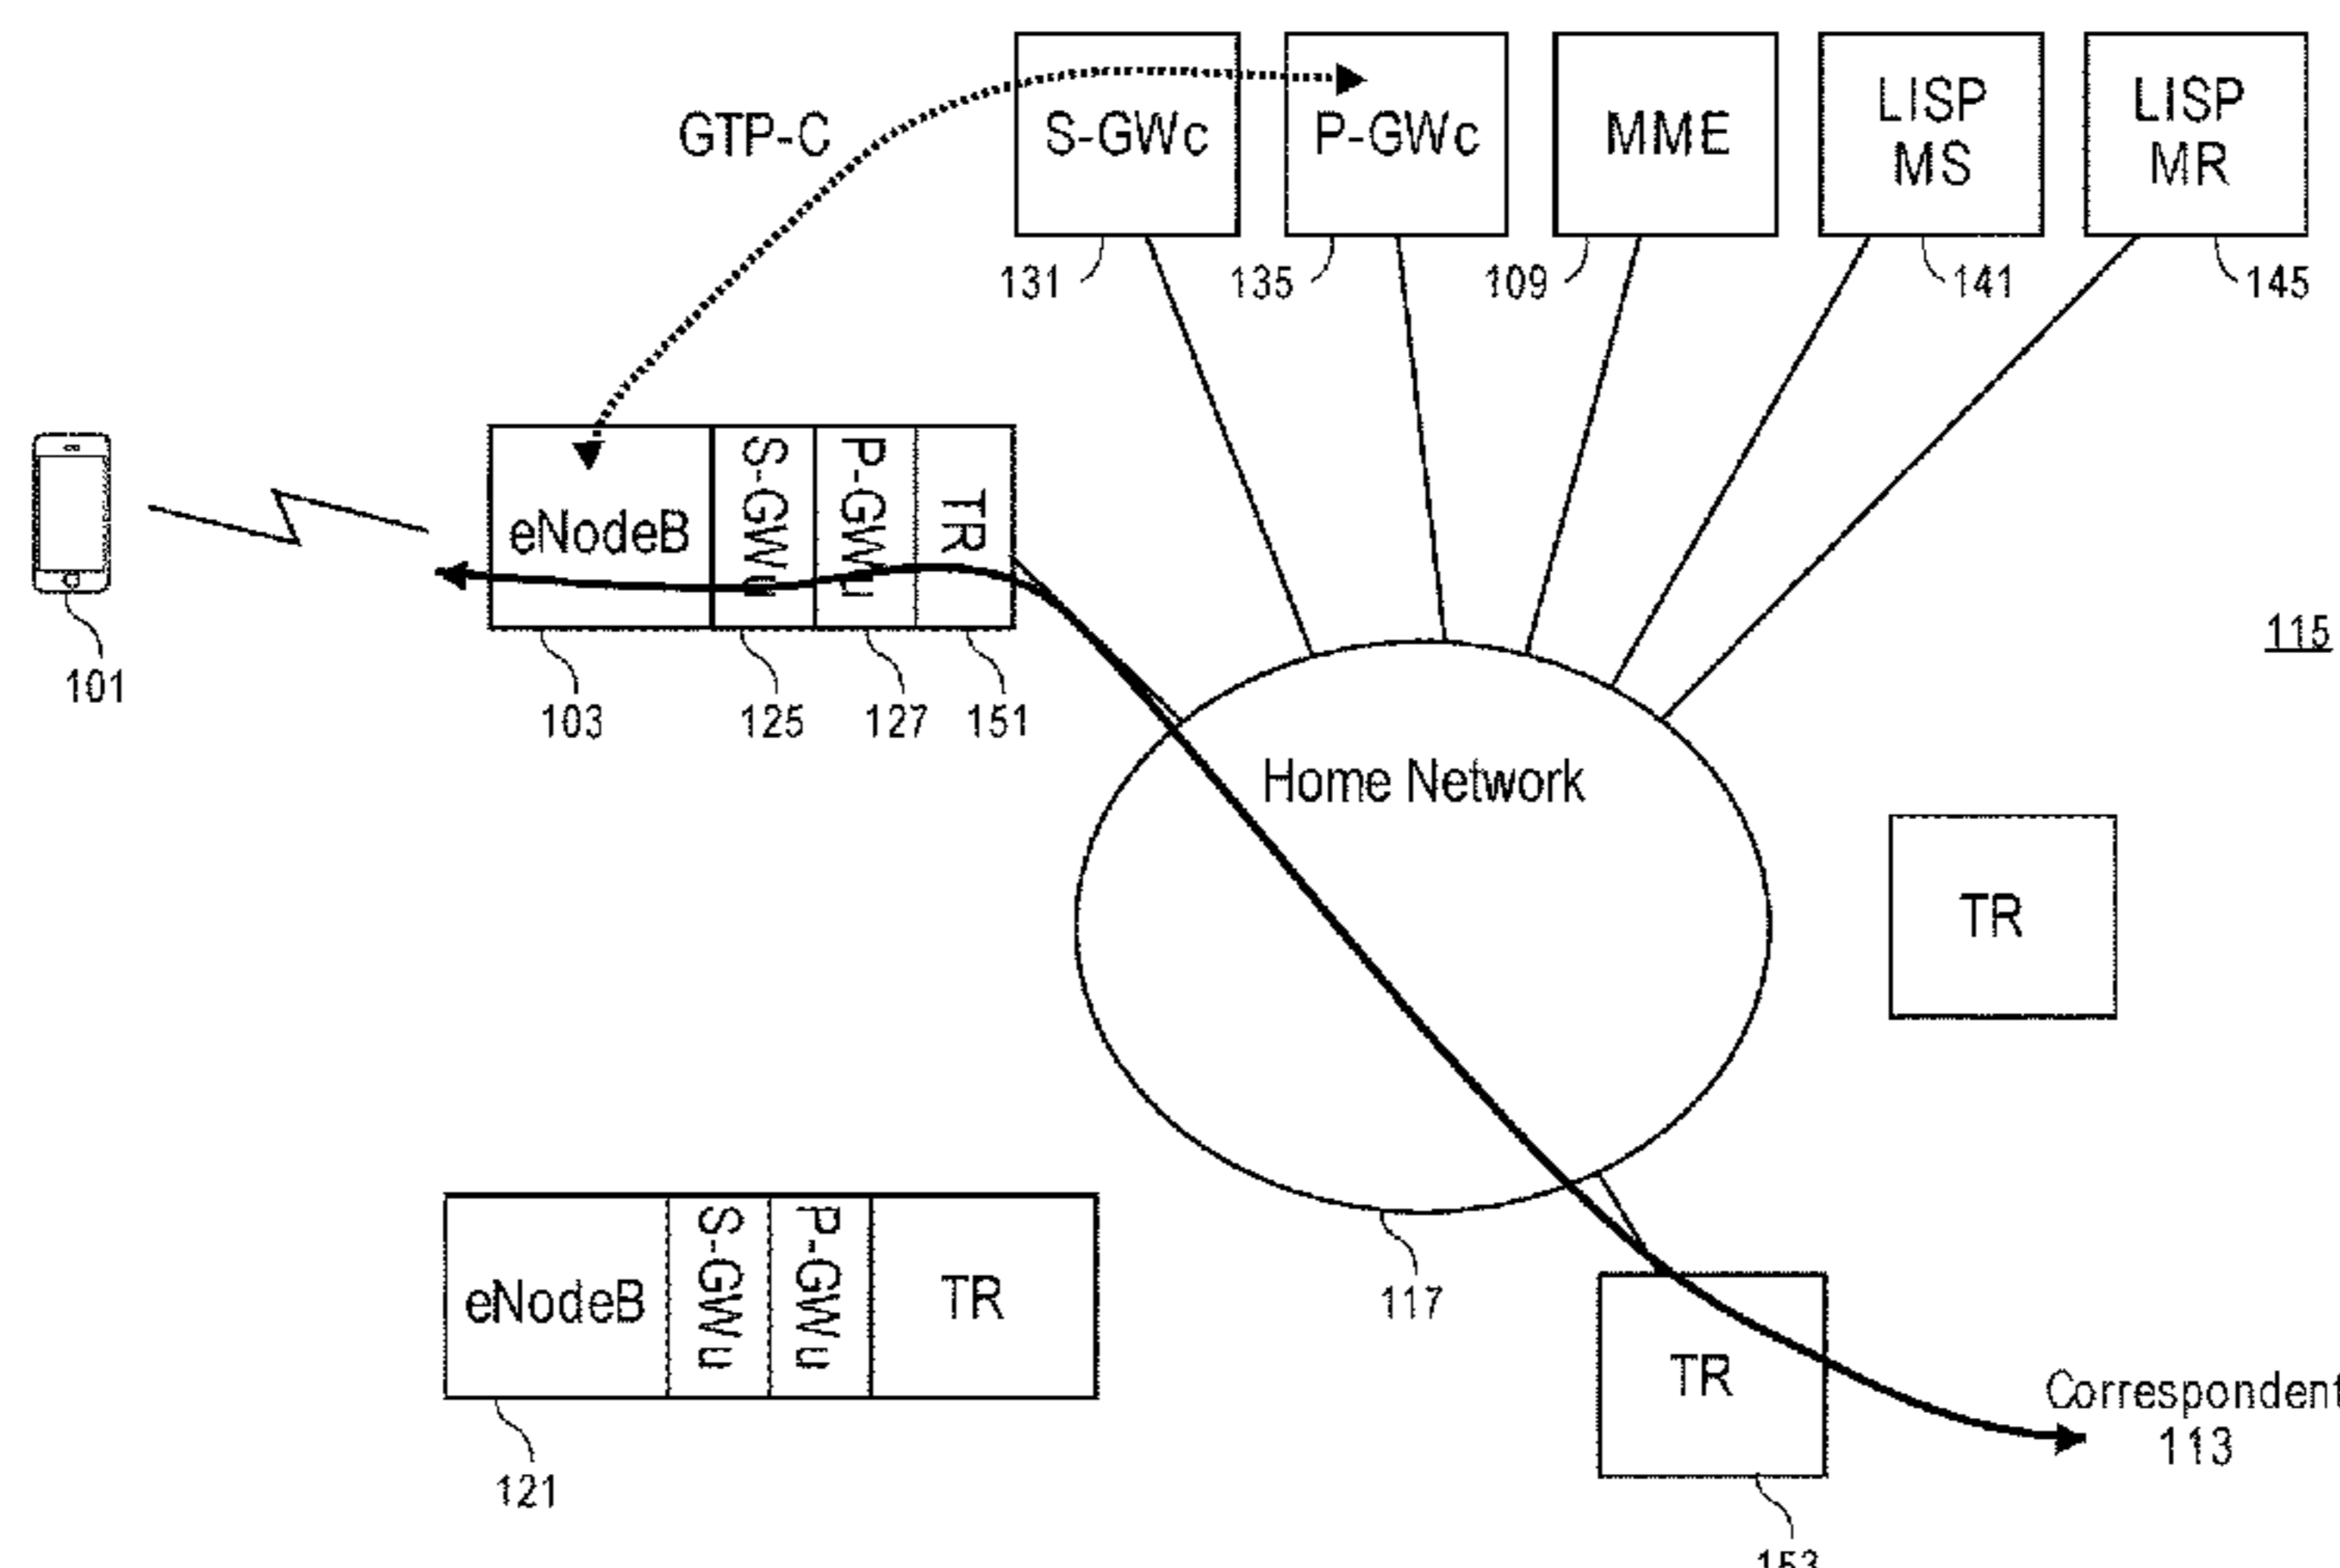 GTP-C
S-GWc
P-GWc
MME
LISP
MS
LISP
MR
131
135
109
141
145
eNodeB
S-GWu
P-GWu
TR
101
103
125
127
151
115
Home Network
TR
eNodeB
S-GWu
P-GWu
TR
117
121
TR
Correspondent
113
153